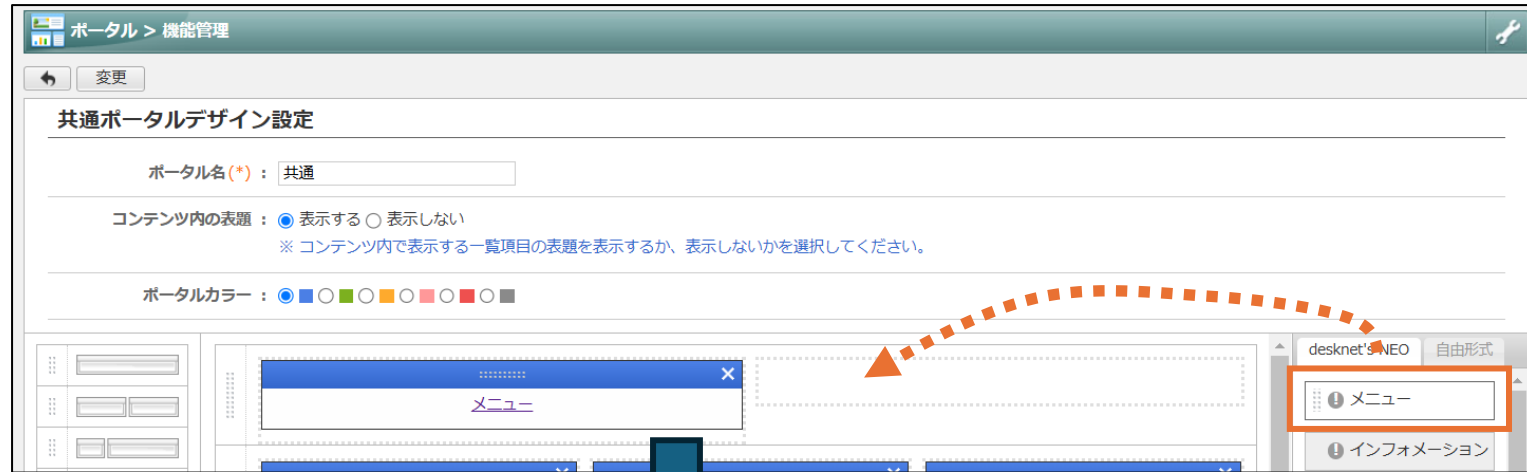 ポータル > 機能管理
変更
共通ポータルデザイン設定
ポータル名(*) : 共通
コンテンツ内の表題 : 表示する 表示しない
※ コンテンツ内で表示する一覧項目の表題を表示するか、表示しないかを選択してください。
ポータルカラー :
desknet's NEO 自由形式
メニュー
メニュー
インフォメーション